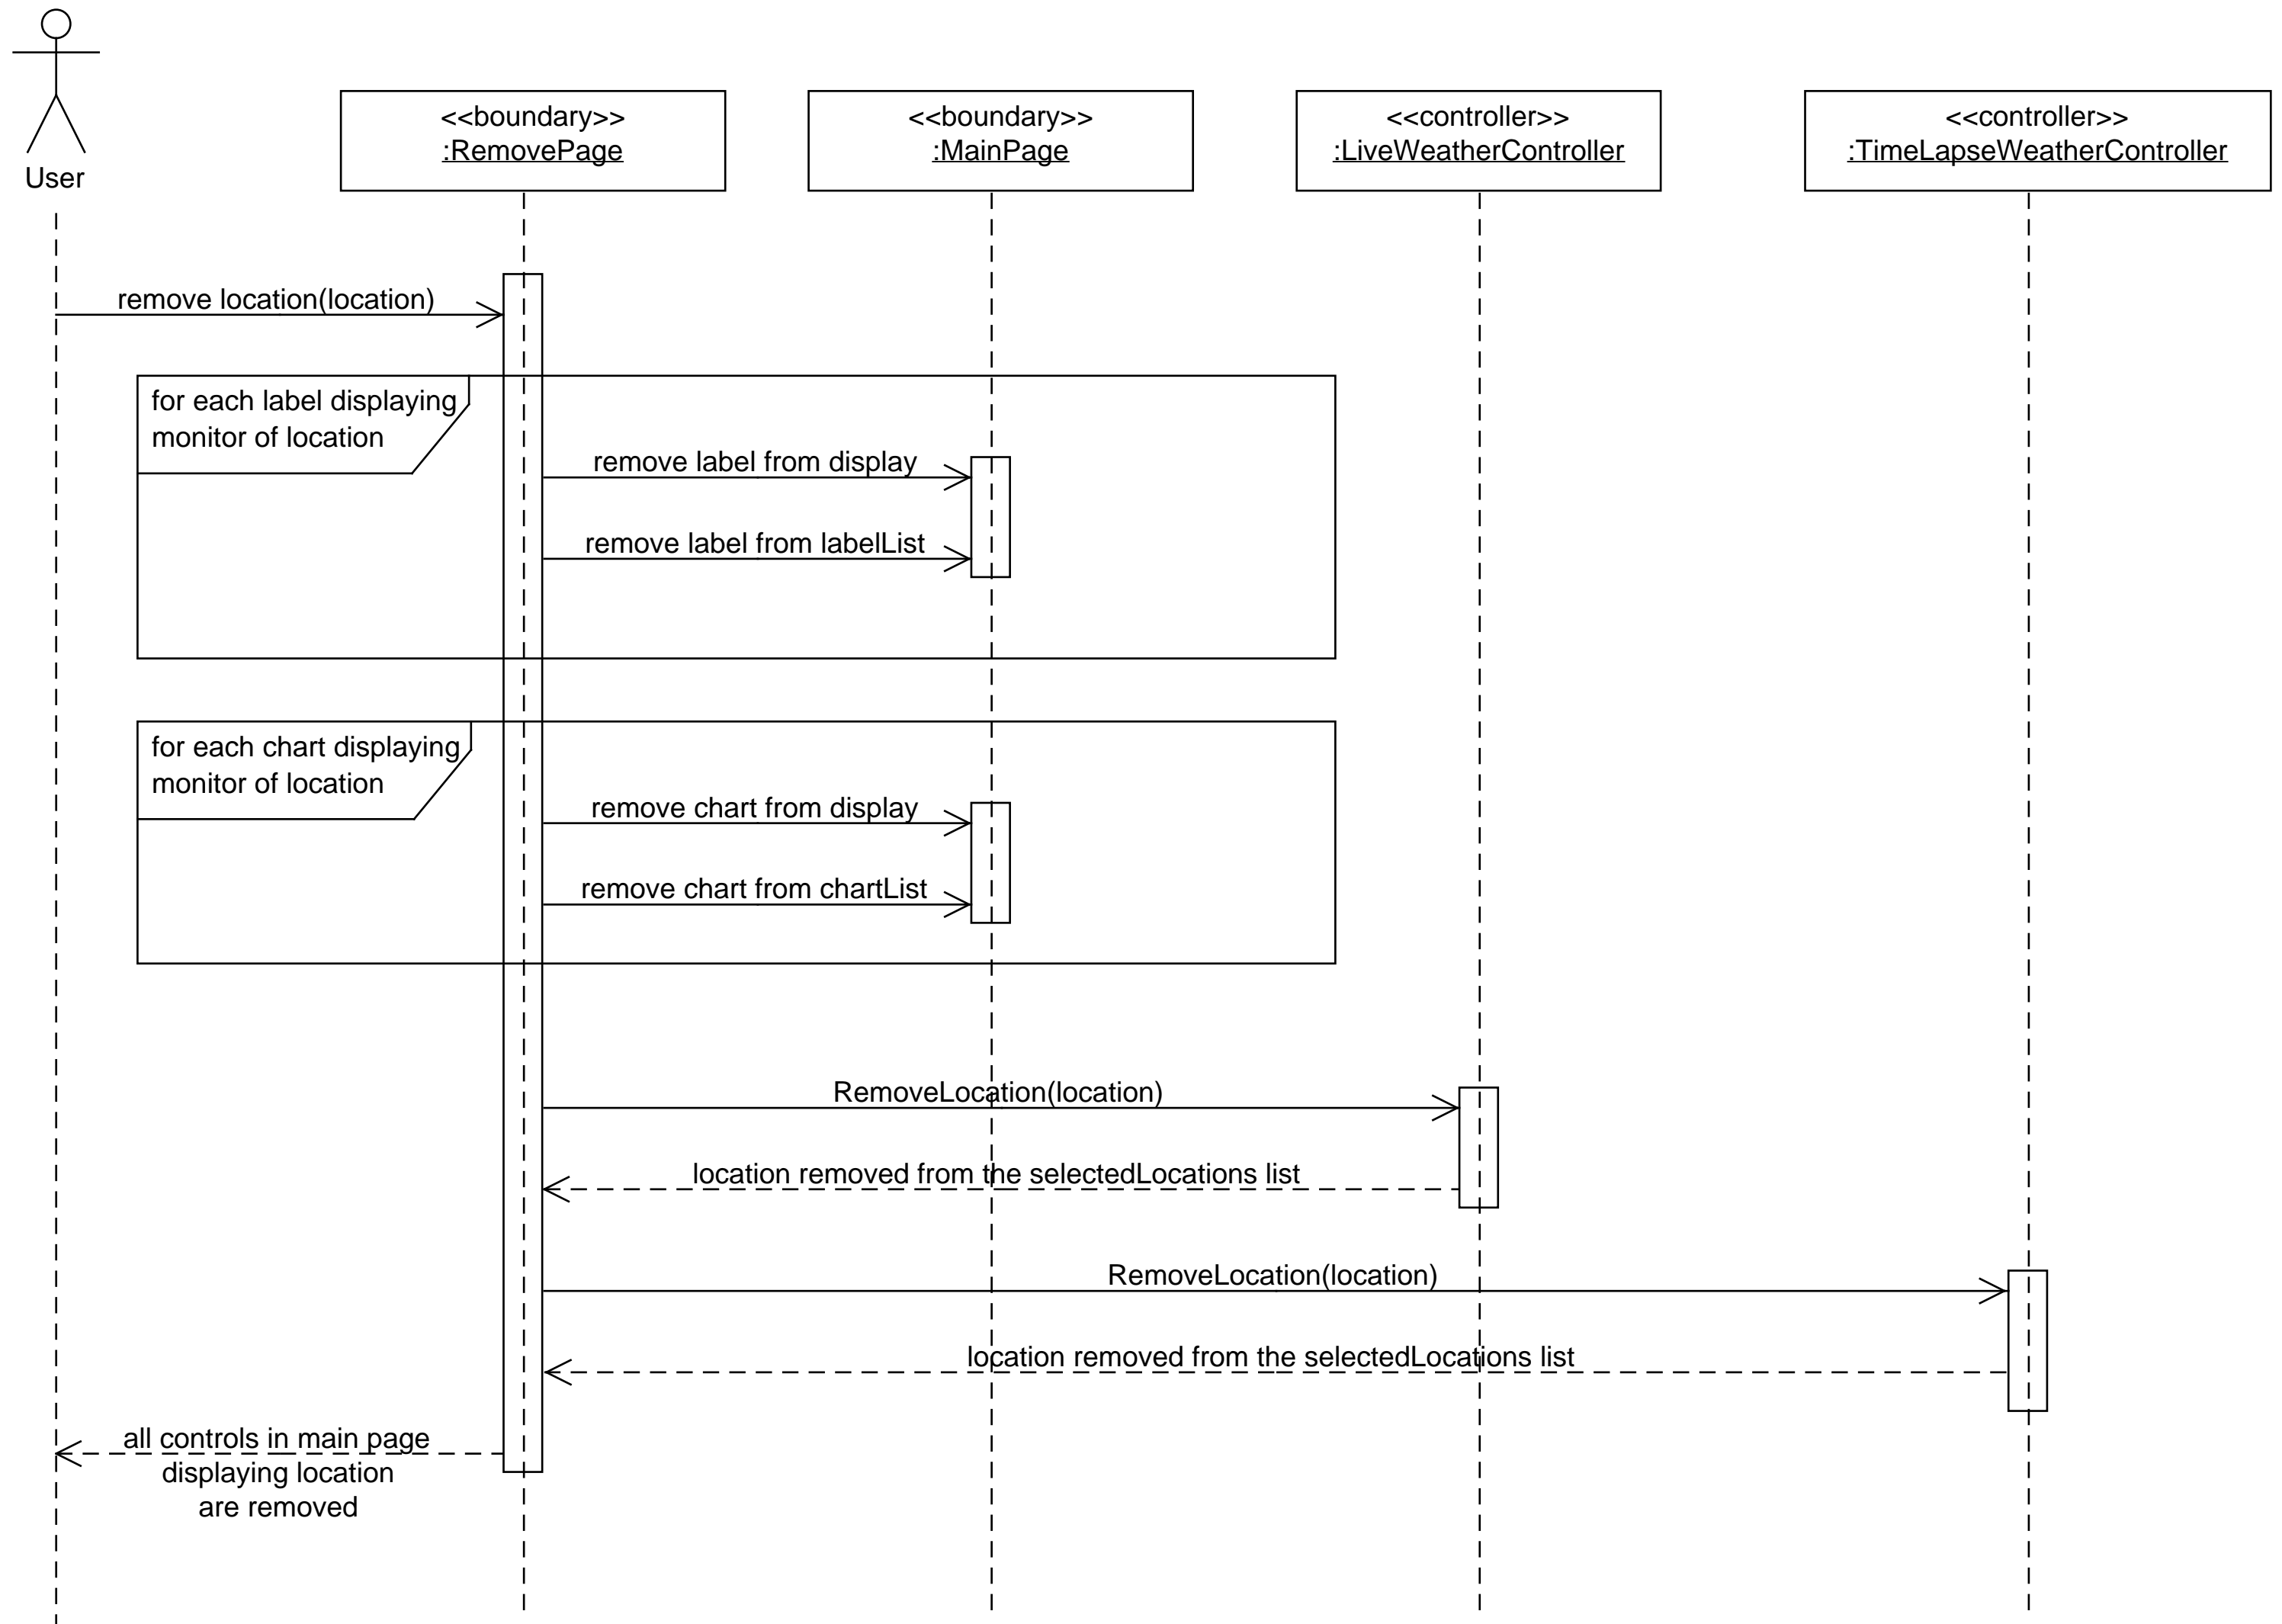 User
<<boundary>>
:RemovePage
<<boundary>>
:MainPage
<<controller>>
:LiveWeatherController
<<controller>>
:TimeLapseWeatherController
remove location(location)
for each label displaying
monitor of location
remove label from display
remove label from labelList
for each chart displaying
monitor of location
remove chart from display
remove chart from chartList
RemoveLocation(location)
location removed from the selectedLocations list
RemoveLocation(location)
location removed from the selectedLocations list
all controls in main page
displaying location
are removed